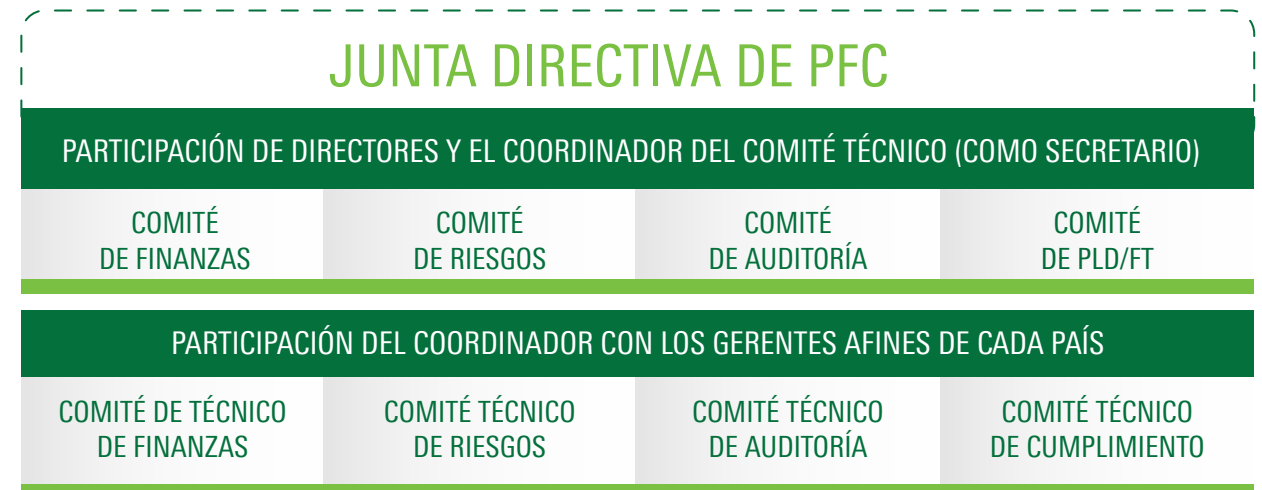 JUNTA DIRECTIVA DE PFC
PARTICIPACIÓN DE DIRECTORES Y EL COORDINADOR DEL COMITÉ TÉCNICO (COMO SECRETARIO)
COMITÉ
DE FINANZAS
COMITÉ
DE RIESGOS
COMITÉ
DE AUDITORÍA
COMITÉ
DE PLD/FT
PARTICIPACIÓN DEL COORDINADOR CON LOS GERENTES AFINES DE CADA PAÍS
COMITÉ DE TÉCNICO
DE FINANZAS
COMITÉ TÉCNICO
DE RIESGOS
COMITÉ TÉCNICO
DE AUDITORÍA
COMITÉ TÉCNICO
DE CUMPLIMIENTO